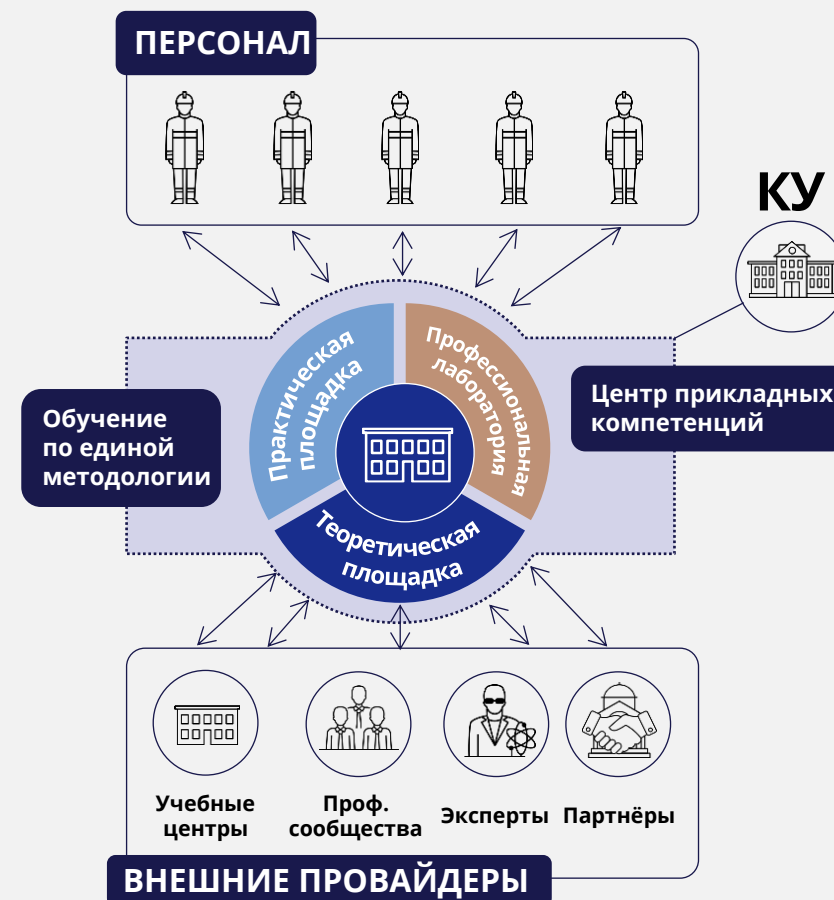 ПЕРСОНАЛ
КУ
Практическая
площадка
Профессиональная
лаборатория
Обучение
по единой
методологии
Центр прикладных
компетенций
Теоретическая
площадка
Учебные
центры
Проф.
сообщества
Эксперты
Партнёры
ВНЕШНИЕ ПРОВАЙДЕРЫ